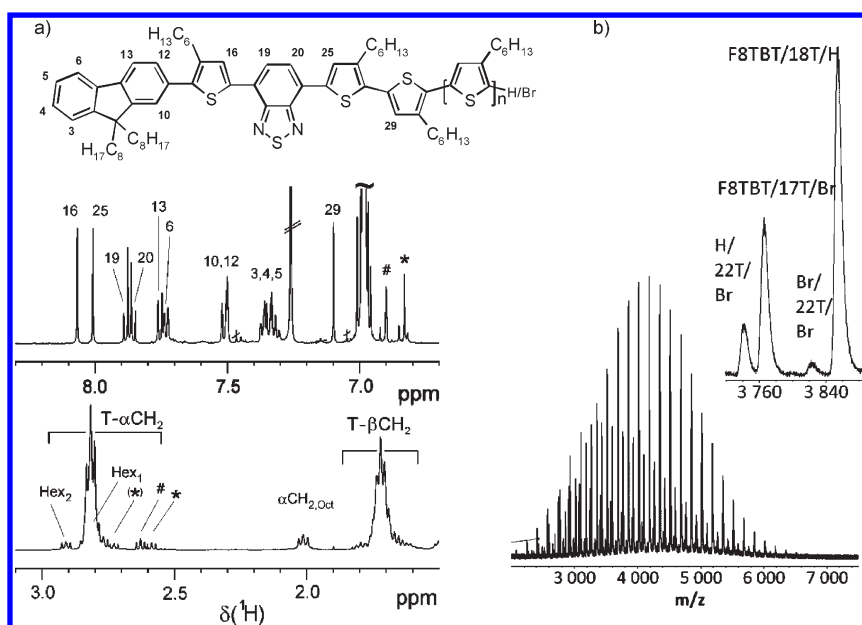 a)
H13C6
16
19
20
25
C6H13
C6H13
6
13
12
5
4
3
10
S
N
N
S
S
S
S
n
H/Br
29
C6H13
H17C8
C8H17
16
25
19
20
13
6
10,12
3,4,5
29
~
#
*
8.0
7.5
7.0
ppm
T-αCH2
Hex2
Hex1
(*)
#
*
αCH2,Oct
T-βCH2
3.0
2.5
2.0
ppm
δ(1H)
b)
F8TBT/18T/H
F8TBT/17T/Br
H/
22T/
Br
Br/
22T/
Br
3 760
3 840
3 000
4 000
5 000
6 000
7 000
m/z